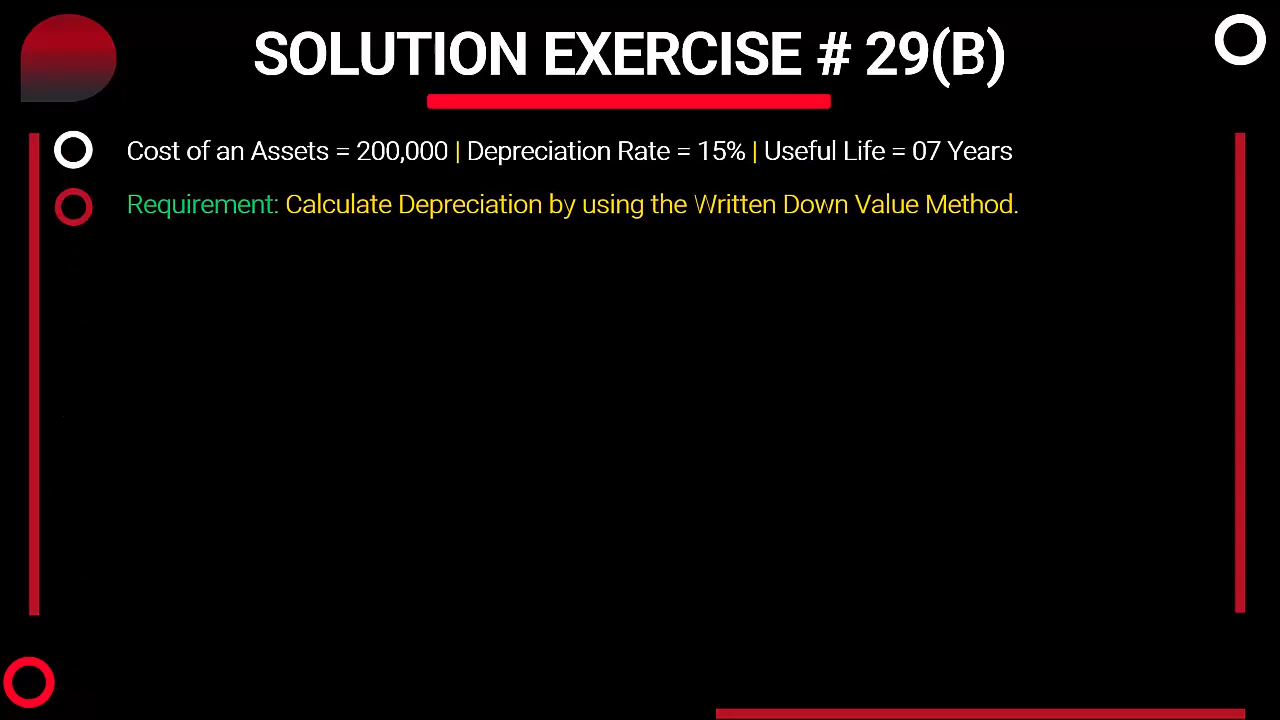 SOLUTION EXERCISE # 29(B)
Cost of an Assets = 200,000 | Depreciation Rate = 15% | Useful Life = 07 Years
Requirement: Calculate Depreciation by using the Written Down Value Method.